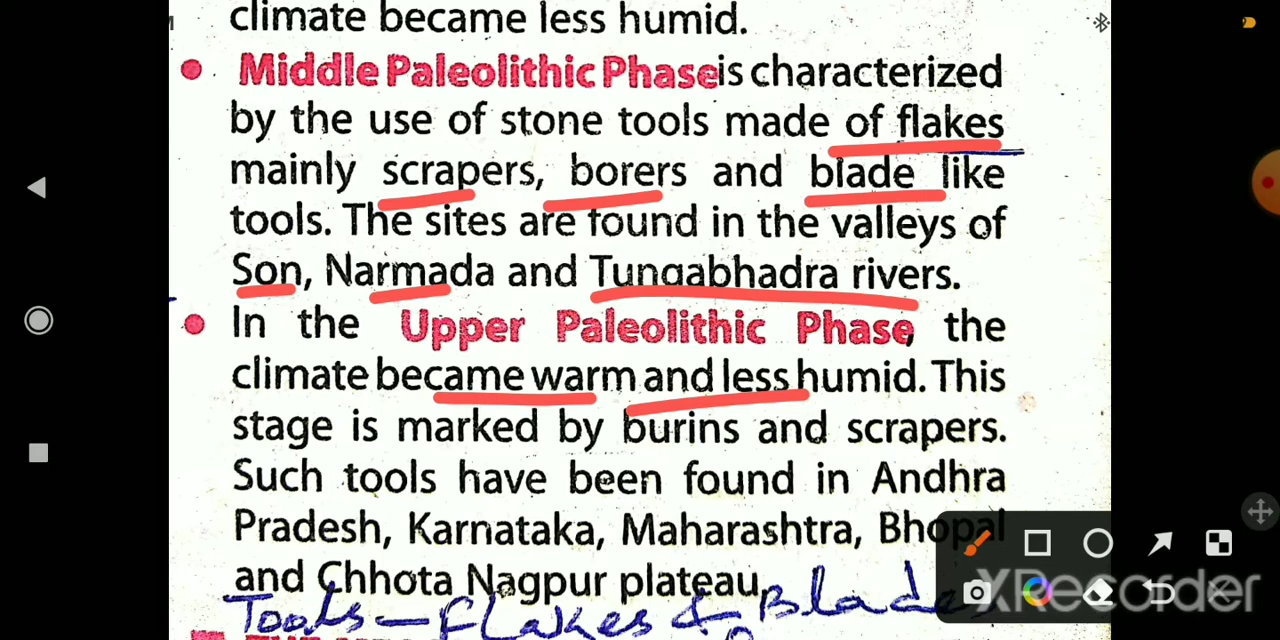 climate became less humid.
• Middle Paleolithic Phase is characterized
by the use of stone tools made of flakes
mainly scrapers, borers and blade like
tools. The sites are found in the valleys of
Son, Narmada and Tungabhadra rivers.
• In the Upper Paleolithic Phase, the
climate became warm and less humid. This
stage is marked by burins and scrapers.
Such tools have been found in Andhra
Pradesh, Karnataka, Maharashtra, Bhopal
and Chhota Nagpur plateau.
Tools - Flakes & Blade
XRecorder